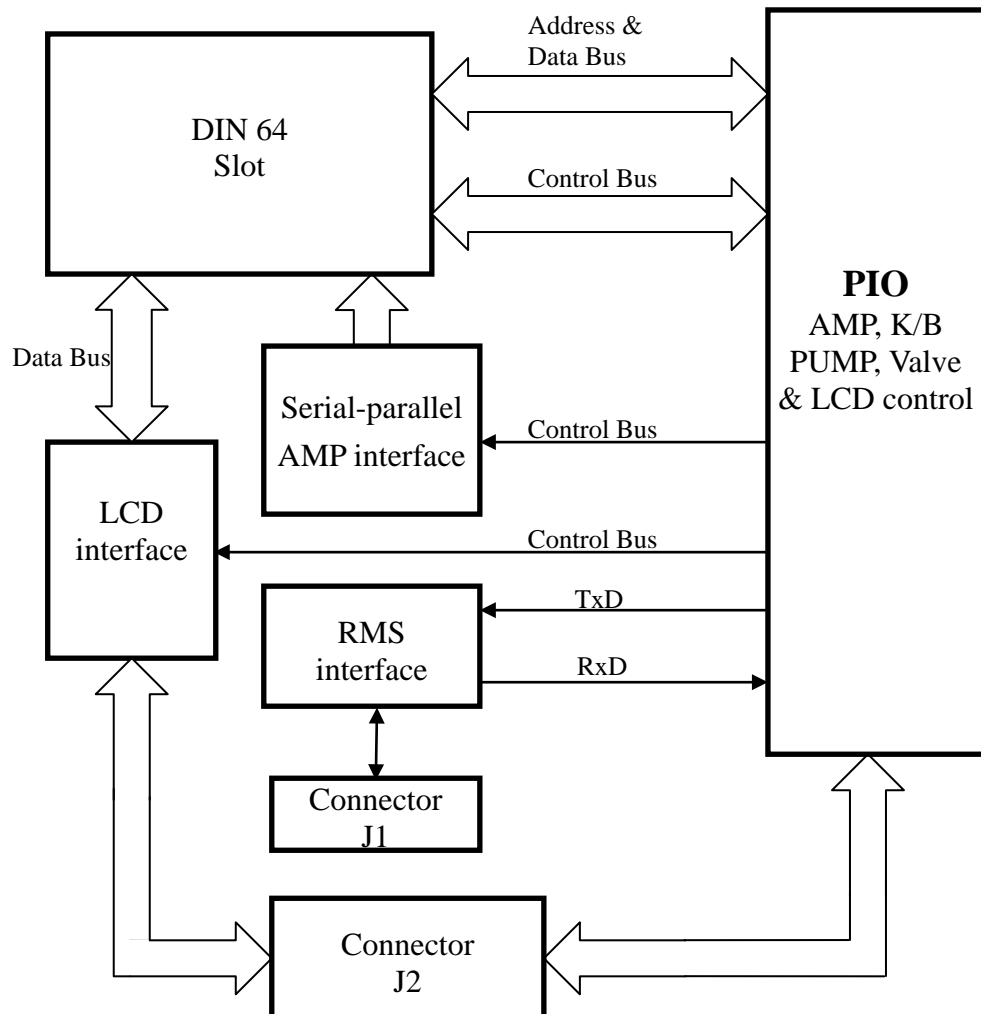 Address &
Data Bus
DIN 64
Slot
Control Bus
PIO
AMP, K/B
PUMP, Valve
& LCD control
Data Bus
Serial-parallel
AMP interface
Control Bus
LCD
interface
Control Bus
TxD
RMS
interface
RxD
Connector
J1
Connector
J2